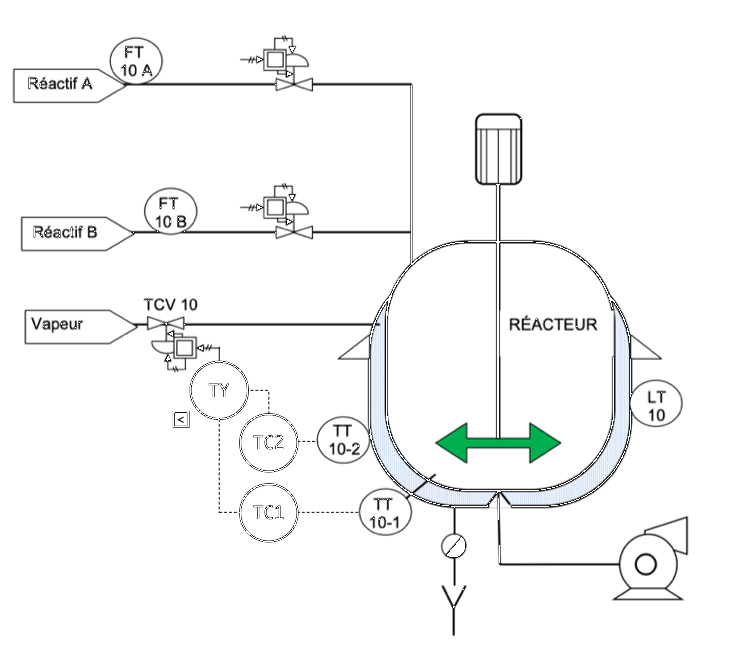 FT
10 A
Réactif A
FT
10 B
Réactif B
TCV 10
Vapeur
RÉACTEUR
TY
<
LT
10
TC2
TT
10-2
TC1
TT
10-1